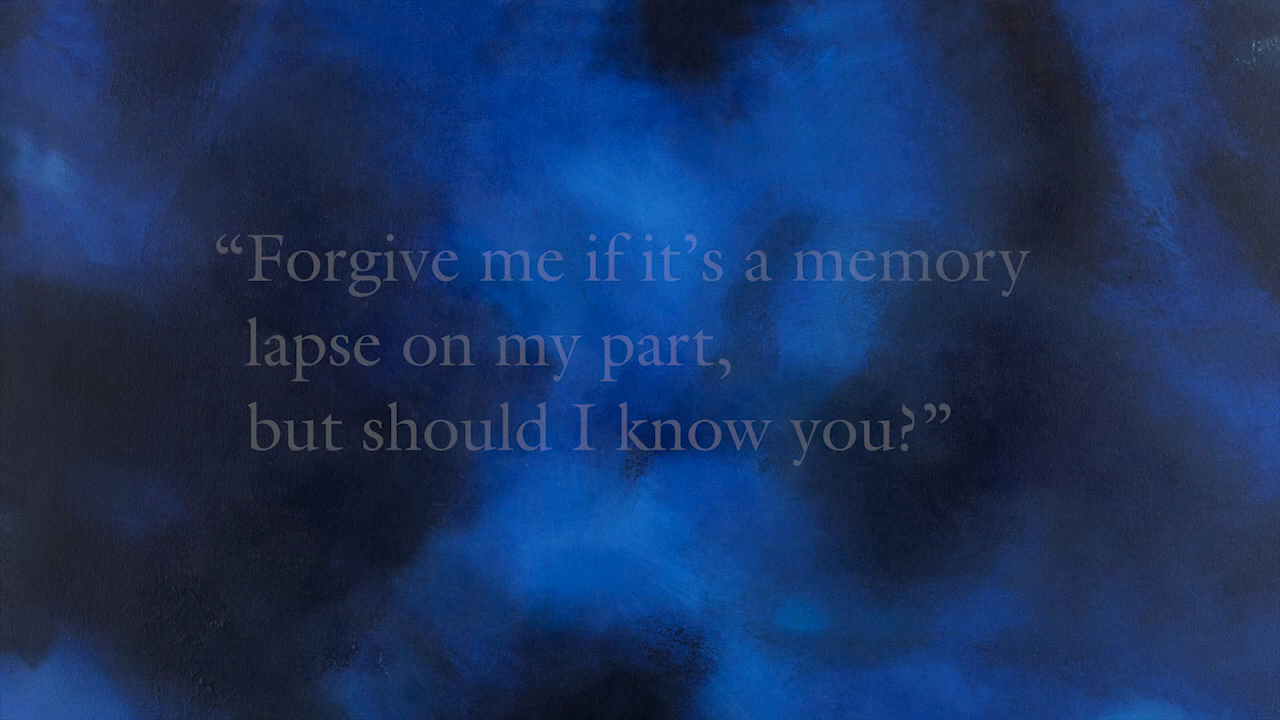 “Forgive me if it’s a memory
lapse on my part,
but should I know you?”